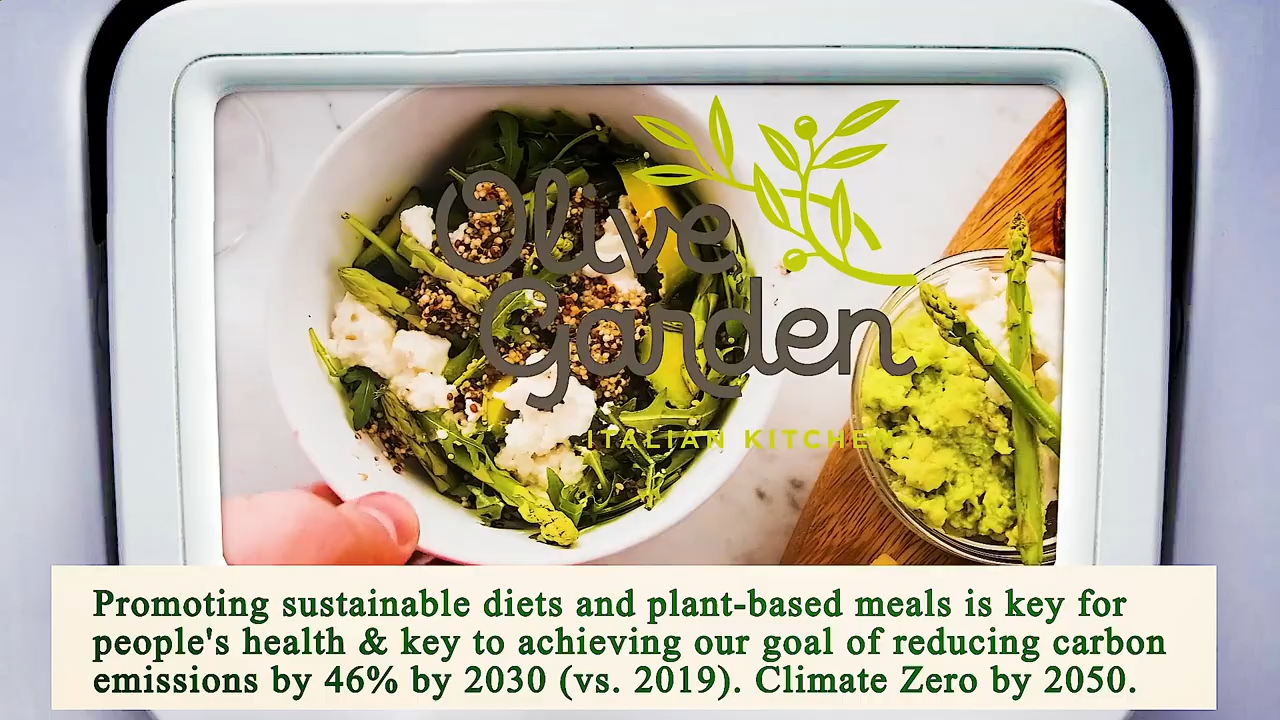 Olive
Garden
ITALIAN KITCHEN
Promoting sustainable diets and plant-based meals is key for
people's health & key to achieving our goal of reducing carbon
emissions by 46% by 2030 (vs. 2019). Climate Zero by 2050.